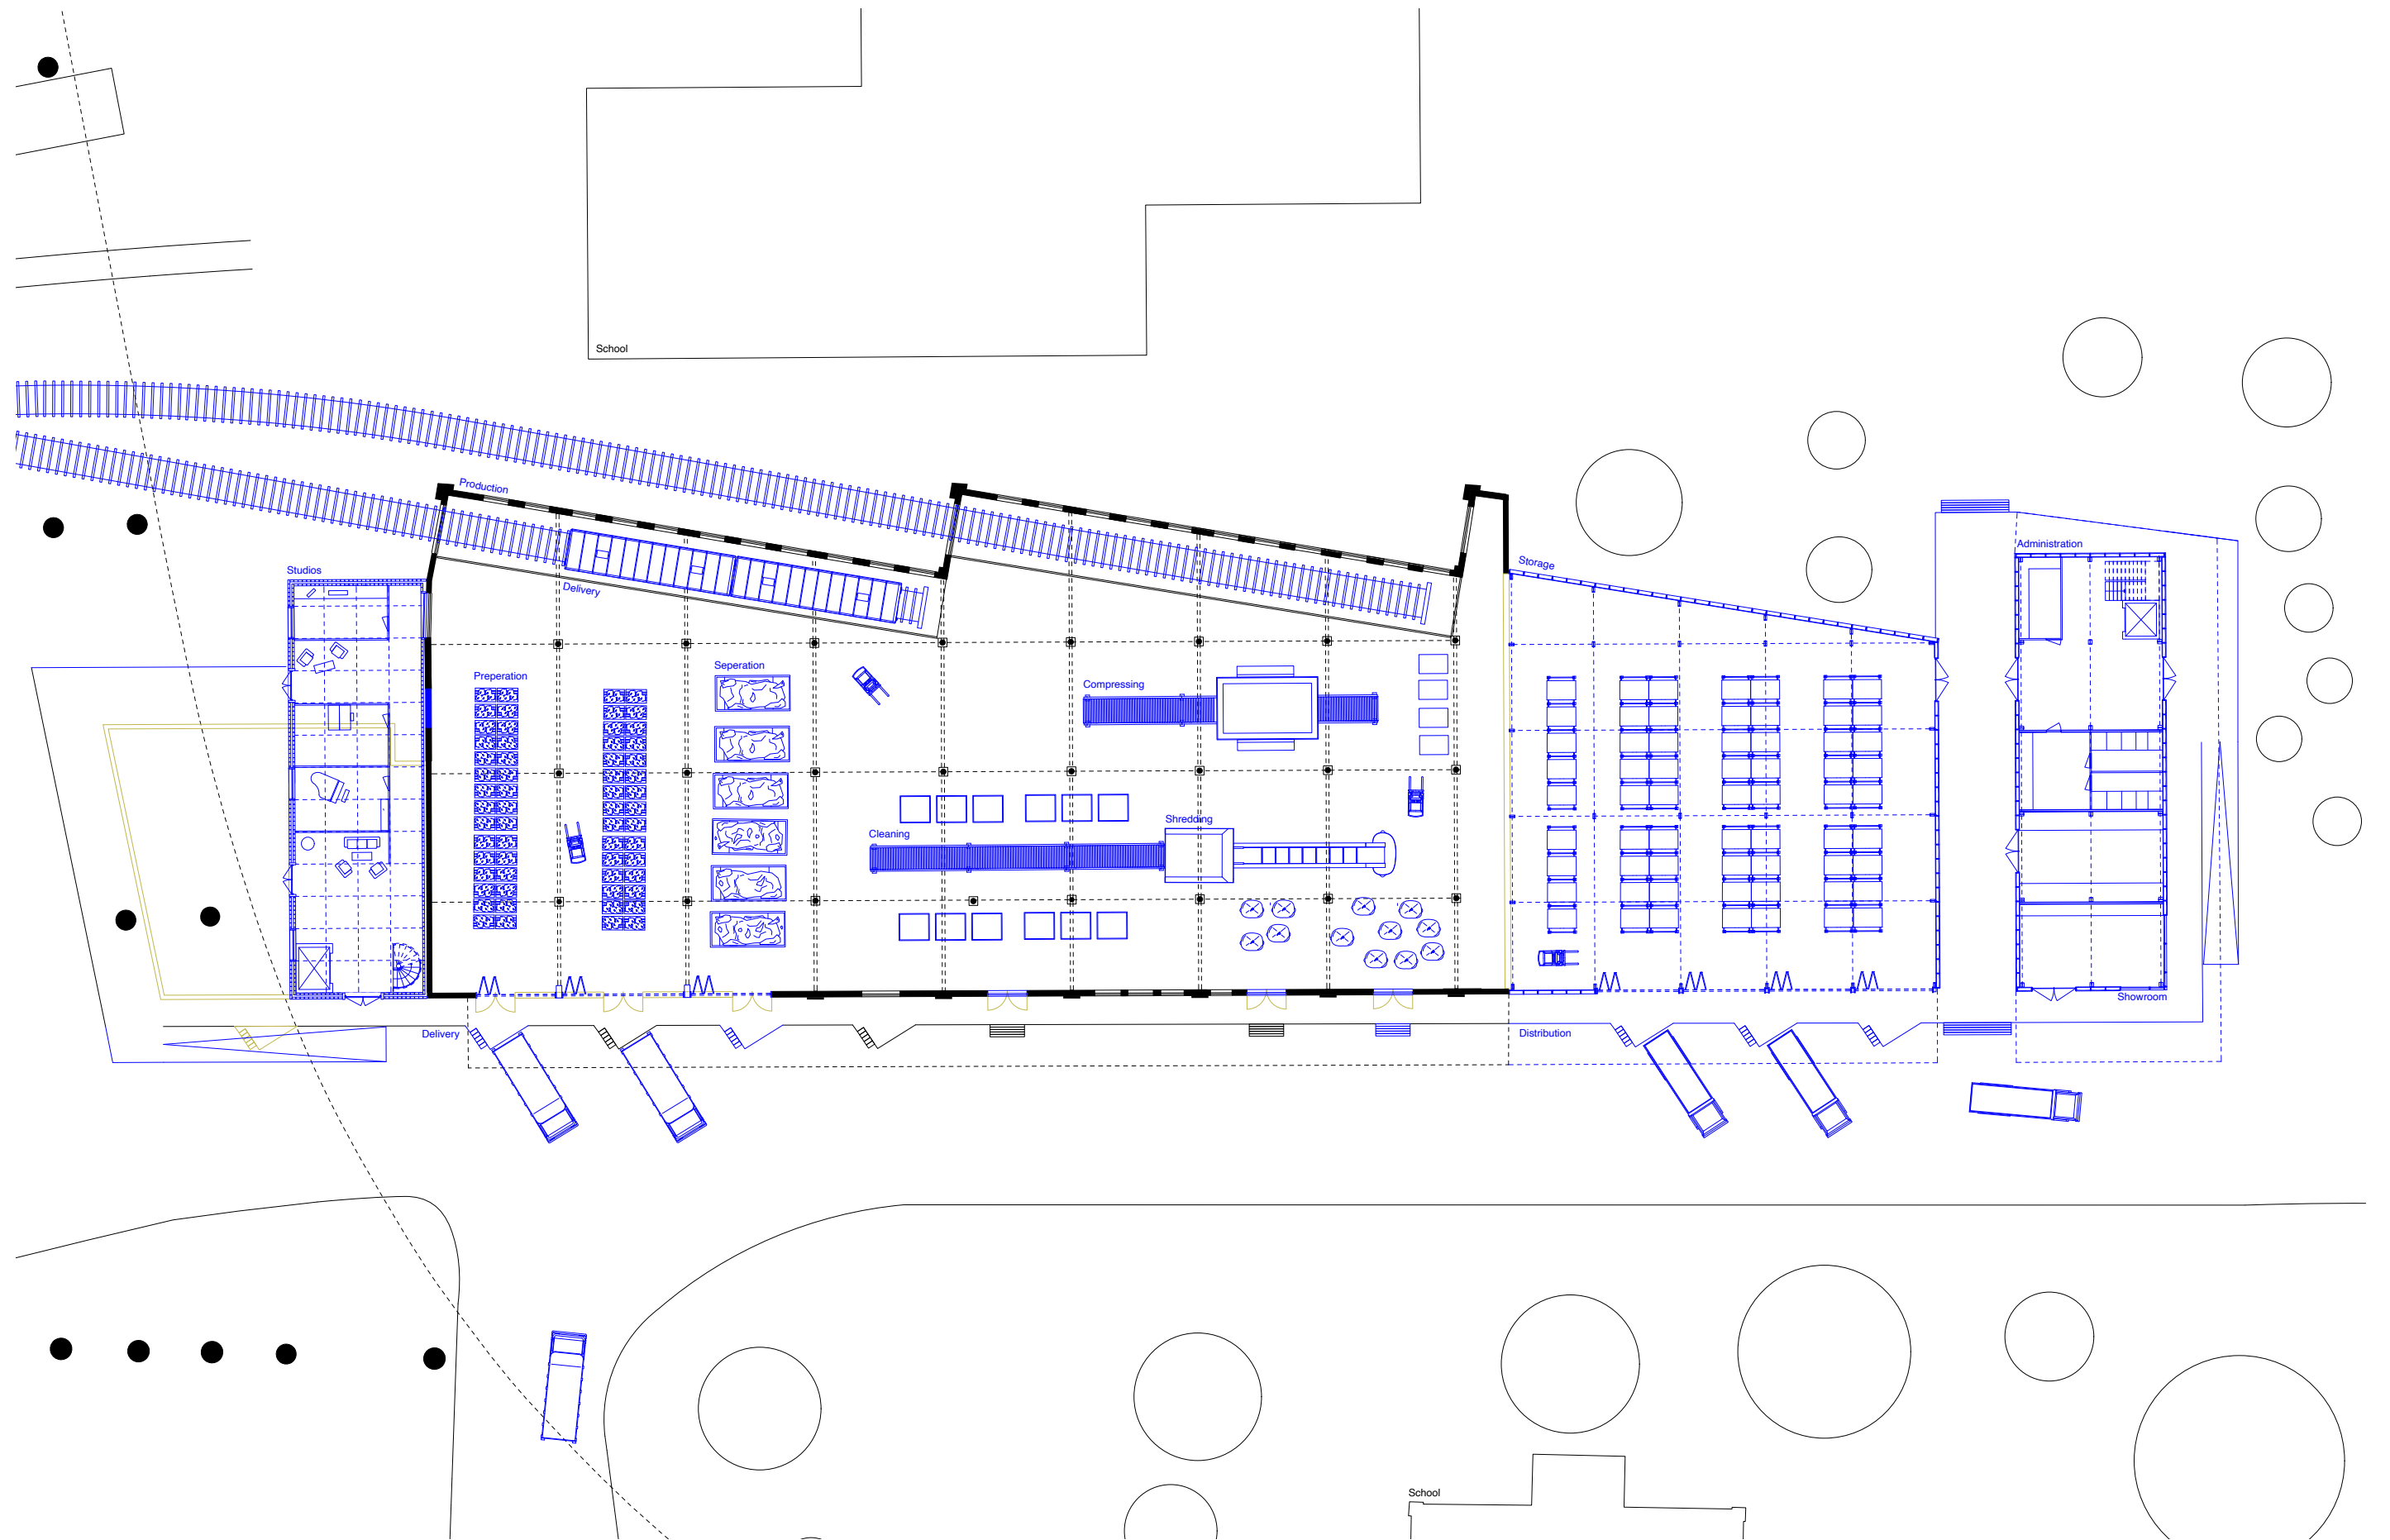 School
Production
Storage
Administration
Studios
Delivery
Seperation
Preperation
Compressing
Shredding
Cleaning
Showroom
Delivery
Distribution
School